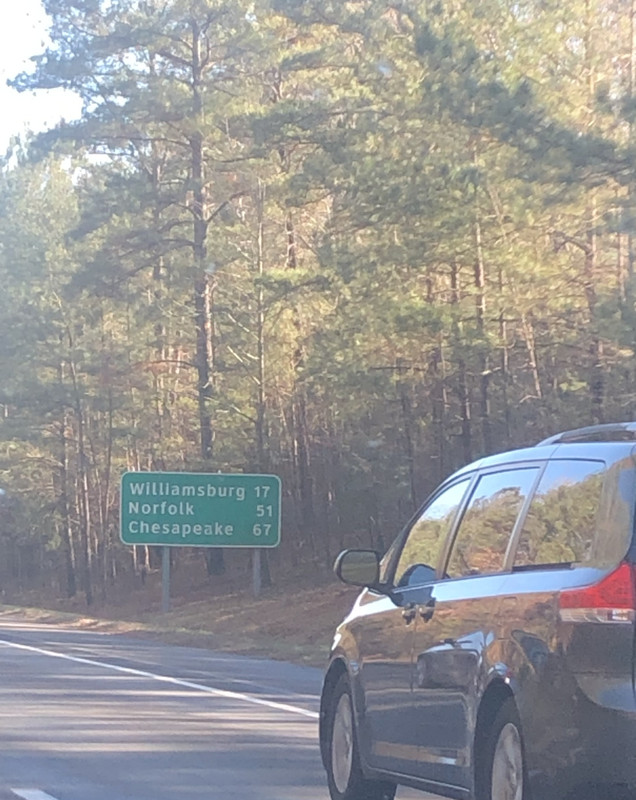 Williamsburg 17
Norfolk 51
Chesapeake 67